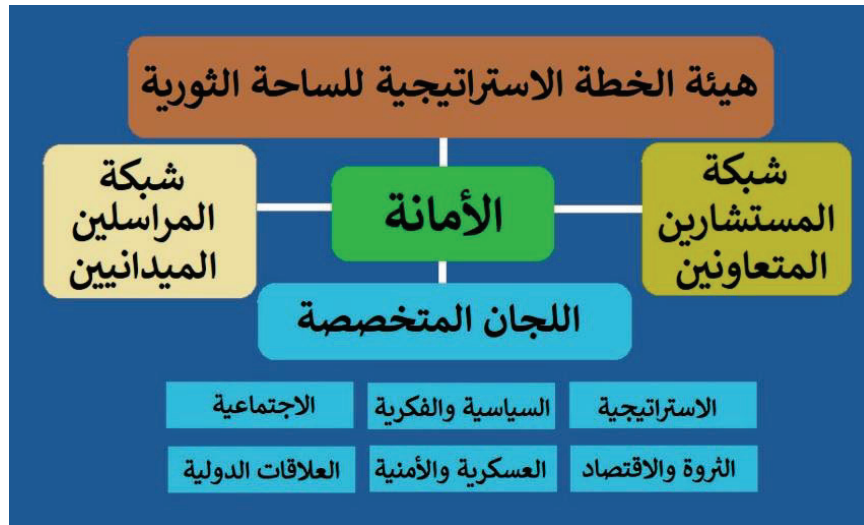 هيئة الخطة الاستراتيجية للساحة الثورية
شبكة
المستشارين
المتعاونين
الأمانة
شبكة
المراسلين
الميدانيين
اللجان المتخصصة
الاستراتيجية
السياسية والفكرية
الاجتماعية
الثروة والاقتصاد
العسكرية والأمنية
العلاقات الدولية